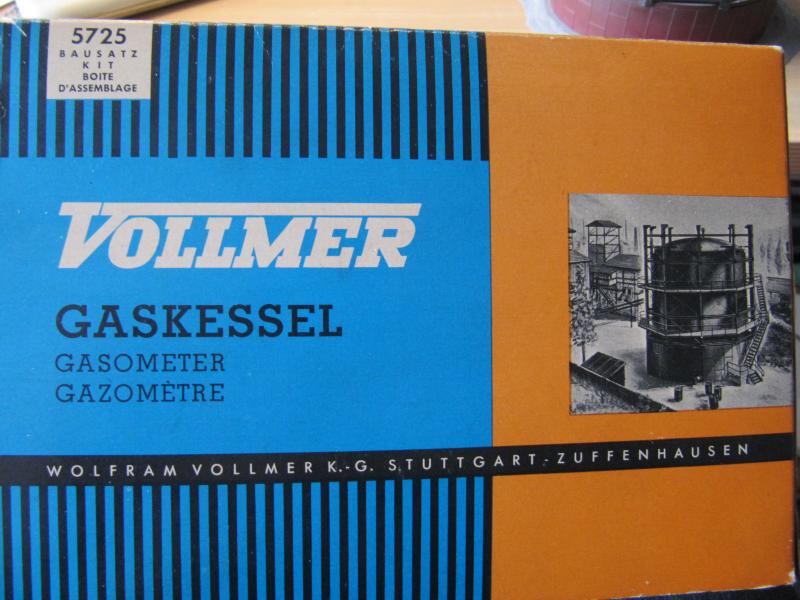 5725
BAUSATZ
KIT
BOITE
D'ASSEMBLAGE
VOLLMER
GASKESSEL
GASOMETER
GAZOMÈTRE
WOLFRAM VOLLMER K.-G. STUTTGART-ZUFFENHAUSEN